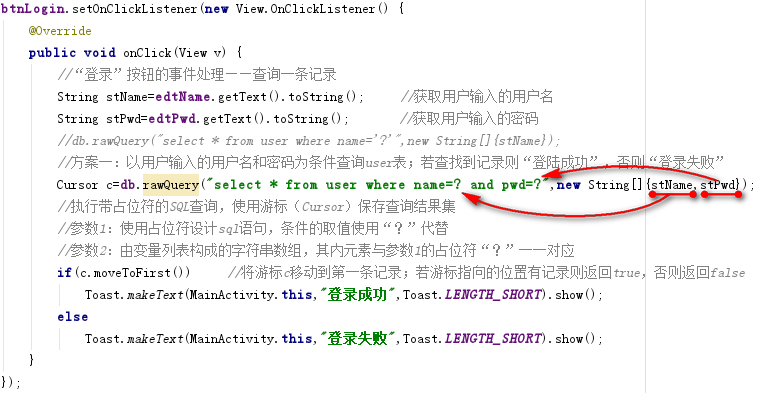 btnLogin.setOnClickListener(new View.OnClickListener() {
@Override
public void onClick(View v) {
//“登录”按钮的事件处理－－查询一条记录
String stName=edtName.getText().toString(); //获取用户输入的用户名
String stPwd=edtPwd.getText().toString(); //获取用户输入的密码
//db.rawQuery("select * from user where name='?'",new String[]{stName});
//方案一：以用户输入的用户名和密码为条件查询user表；若查找到记录则“登陆成功”，否则“登录失败”
Cursor c=db.rawQuery("select * from user where name=? and pwd=?",new String[]{stName,stPwd});
//执行带占位符的SQL查询，使用游标（Cursor）保存查询结果集
//参数1：使用占位符设计sql语句，条件的取值使用“？”代替
//参数2：由变量列表构成的字符串数组，其内元素与参数1的占位符“？”一一对应
if(c.moveToFirst()) //将游标c移动到第一条记录；若游标指向的位置有记录则返回true，否则返回false
Toast.makeText(MainActivity.this,"登录成功",Toast.LENGTH_SHORT).show();
else
Toast.makeText(MainActivity.this,"登录失败",Toast.LENGTH_SHORT).show();
}
});